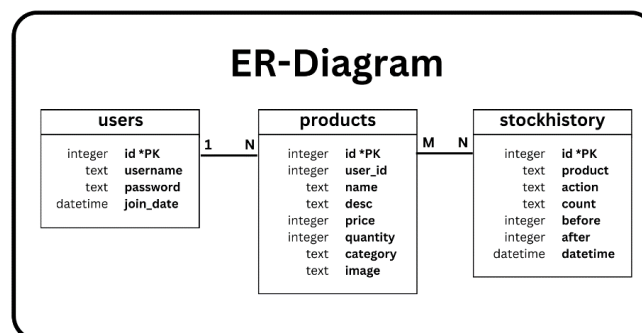 ER-Diagram
users
integer id *PK
text username
text password
datetime join_date
1 N
products
integer id *PK
integer user_id
text name
text desc
integer price
integer quantity
text category
text image
M N
stockhistory
integer id *PK
text product
text action
text count
integer before
integer after
datetime datetime